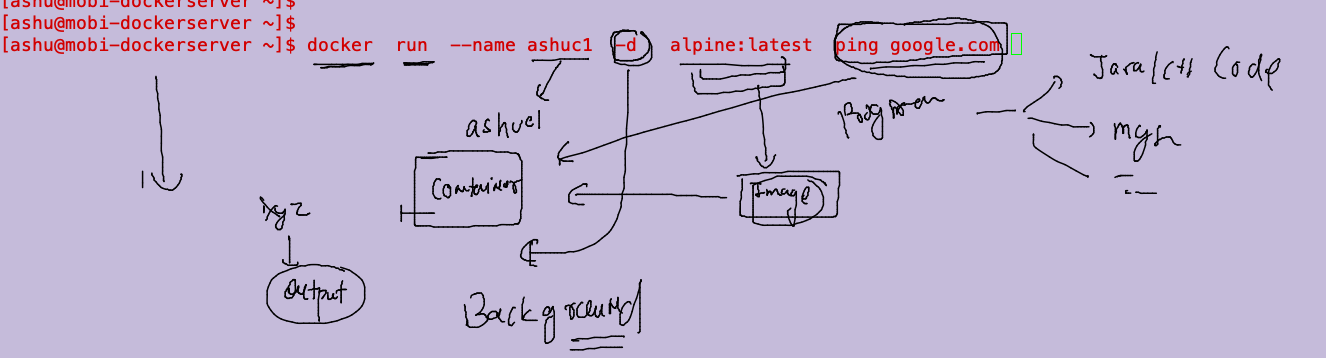 [ashu@mobi-dockerserver ~]$
[ashu@mobi-dockerserver ~]$
[ashu@mobi-dockerserver ~]$ docker run --name ashuc1 -d alpine:latest ping google.com
Java/c++ Code
ashuc1
Program
Container
Image
xyz
Output
Background